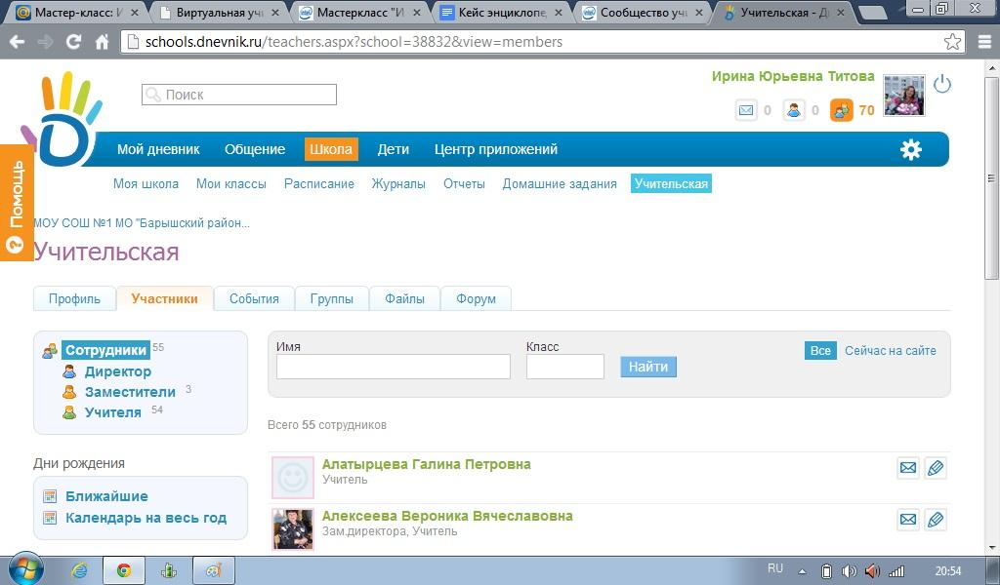 Мастер-класс: И
Виртуальная учи
Мастеркласс "И
Кейс энциклопе
Сообщество учи
Учительская - Д
schools.dnevnik.ru/teachers.aspx?school=38832&view=members
Ирина Юрьевна Титова
Поиск
0
0
70
Мой дневник
Общение
Школа
Дети
Центр приложений
Помощь
Моя школа
Мои классы
Расписание
Журналы
Отчеты
Домашние задания
Учительская
МОУ СОШ №1 МО "Барышский район...
Учительская
Профиль
Участники
События
Группы
Файлы
Форум
Сотрудники 55
Директор
Заместители 3
Учителя 54
Дни рождения
Ближайшие
Календарь на весь год
Имя
Класс
Найти
Все
Сейчас на сайте
Всего 55 сотрудников
Алатырцева Галина Петровна
Учитель
Алексеева Вероника Вячеславовна
Зам.директора, Учитель
RU
20:54